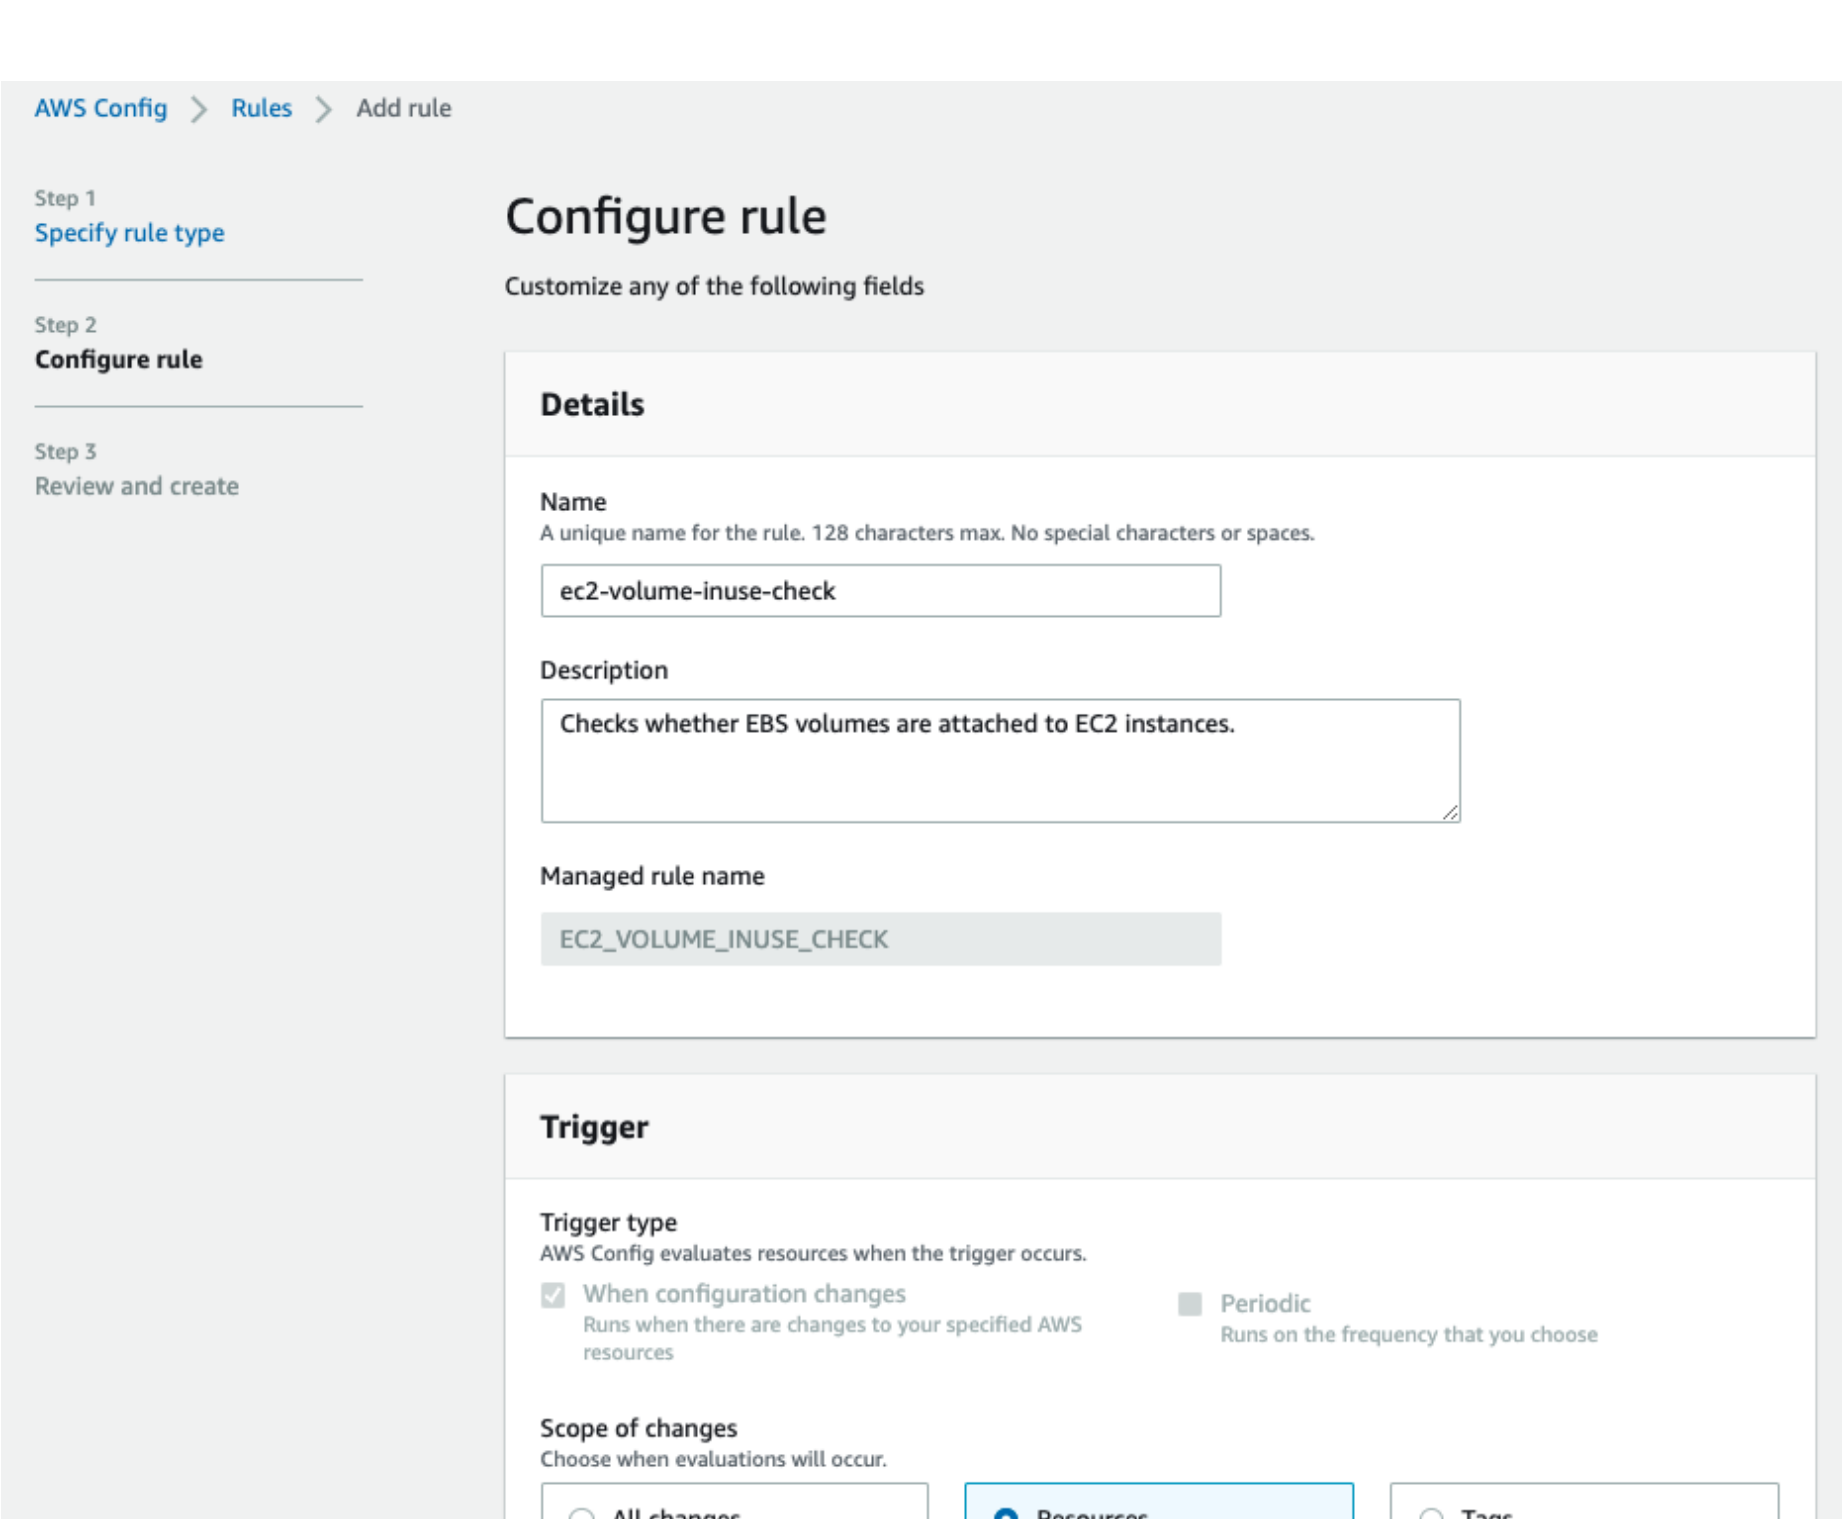 AWS Config > Rules > Add rule
Step 1
Specify rule type
Step 2
Configure rule
Step 3
Review and create
Configure rule
Customize any of the following fields
Details
Name
A unique name for the rule. 128 characters max. No special characters or spaces.
ec2-volume-inuse-check
Description
Checks whether EBS volumes are attached to EC2 instances.
Managed rule name
EC2_VOLUME_INUSE_CHECK
Trigger
Trigger type
AWS Config evaluates resources when the trigger occurs.
When configuration changes
Runs when there are changes to your specified AWS
resources
Periodic
Runs on the frequency that you choose
Scope of changes
Choose when evaluations will occur.
All changes
Resources
Tags